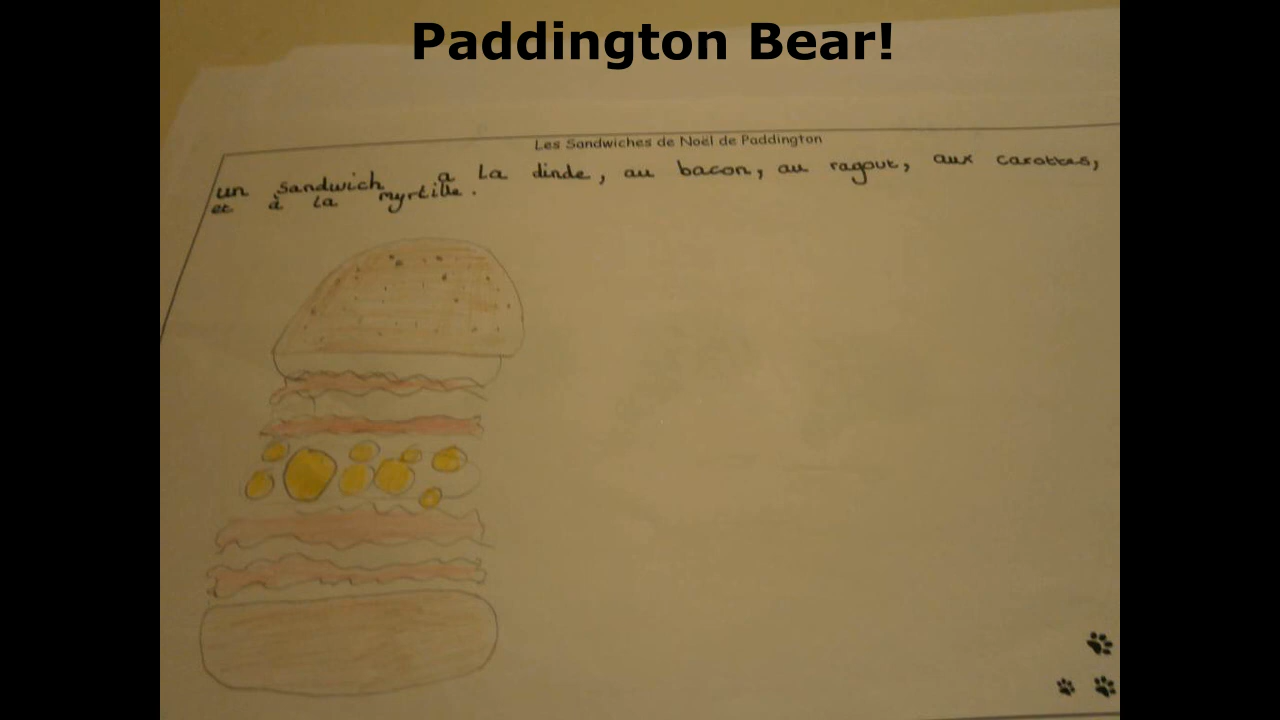 Paddington Bear!
Les Sandwiches de Noël de Paddington
un sandwich a la dinde, au bacon, au ragout, aux carottes,
et à la myrtille.